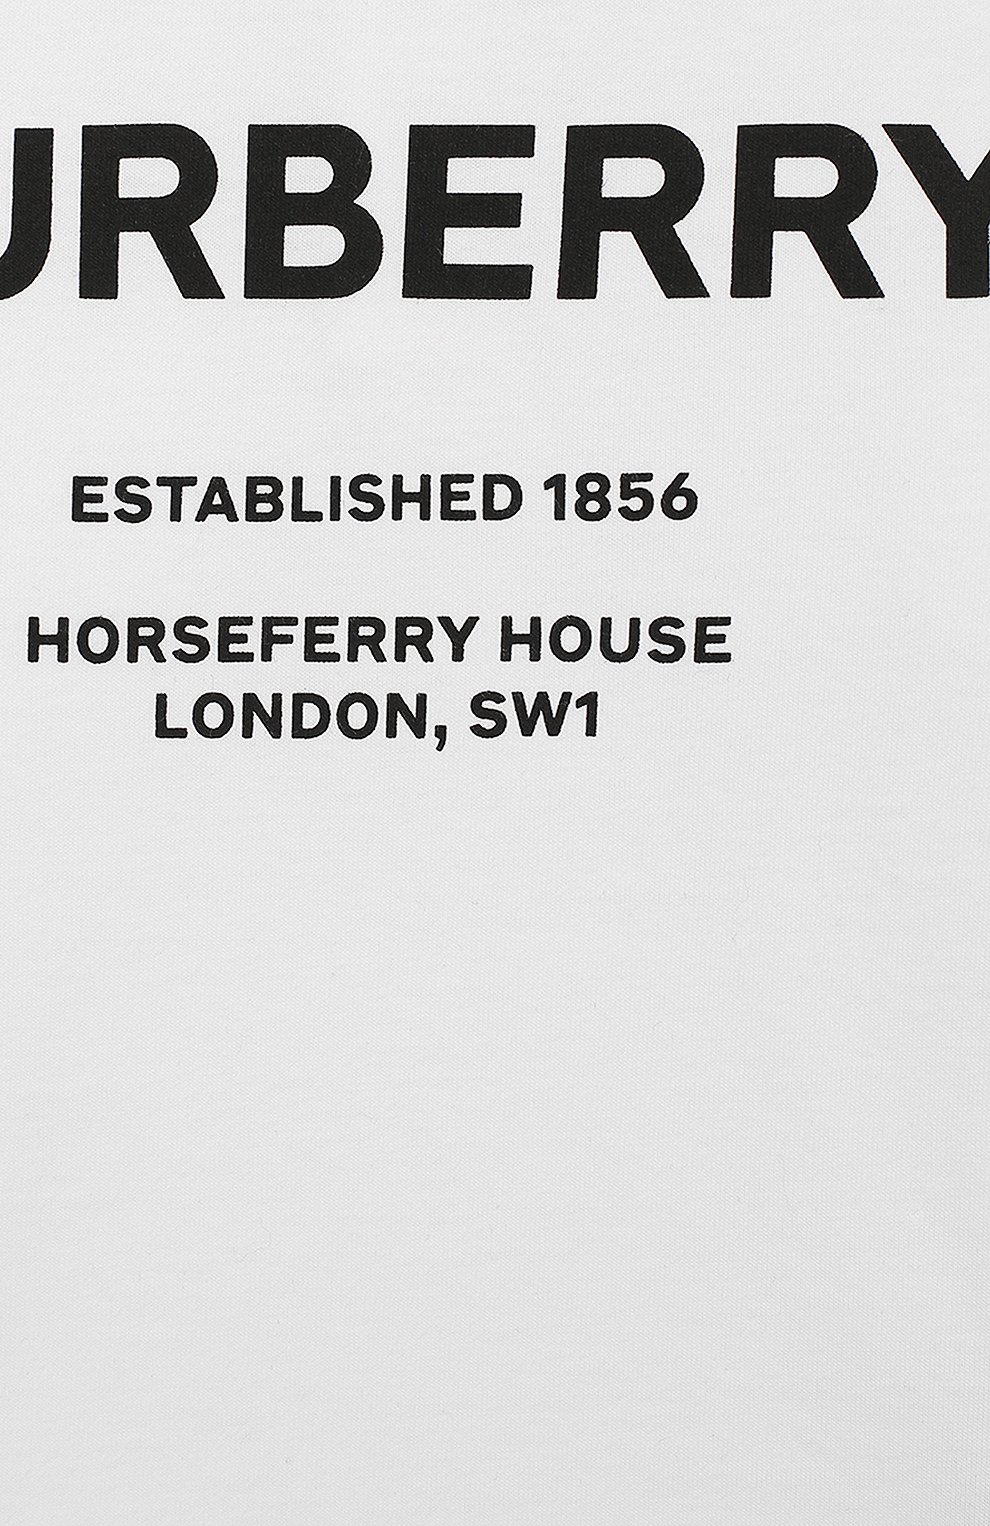 URBERRY
ESTABLISHED 1856
HORSEFERRY HOUSE
LONDON, SW1